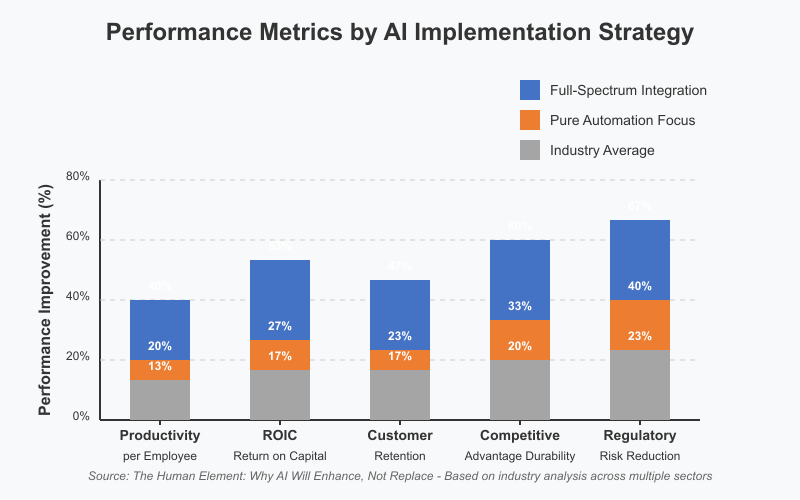 Performance Metrics by AI Implementation Strategy
Full-Spectrum Integration
Pure Automation Focus
Industry Average
Performance Improvement (%)
80%
60%
40%
20%
0%
40%
53%
47%
60%
67%
20%
27%
23%
33%
40%
13%
17%
17%
20%
23%
Productivity
ROIC
Customer
Competitive
Regulatory
per Employee
Return on Capital
Retention
Advantage Durability
Risk Reduction
Source: The Human Element: Why AI Will Enhance, Not Replace - Based on industry analysis across multiple sectors